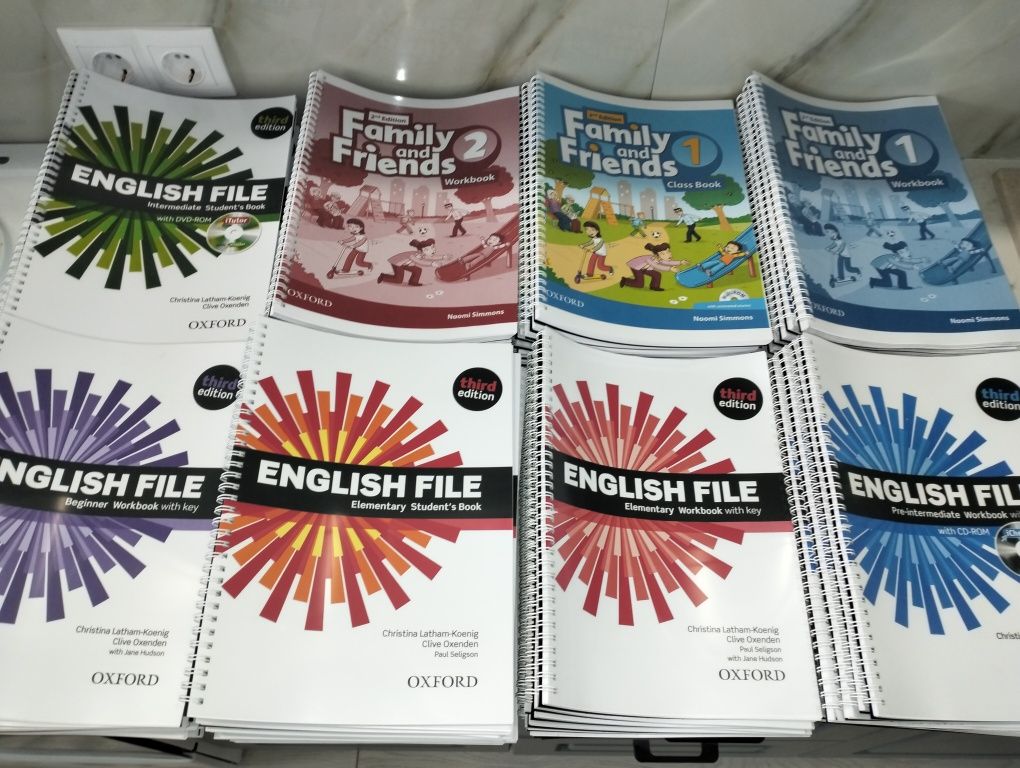 third
edition
ENGLISH FILE
Intermediate Student's Book
with DVD-ROM
iTutor
Christina Latham-Koenig
Clive Oxenden
OXFORD
2nd Edition
Family
and
Friends
2
Workbook
OXFORD
Naomi Simmons
2nd Edition
Family
and
Friends
1
Class Book
OXFORD
Naomi Simmons
2nd Edition
Family
and
Friends
1
Workbook
OXFORD
Naomi Simmons
third
edition
ENGLISH FILE
Beginner Workbook with key
Christina Latham-Koenig
Clive Oxenden
with Jane Hudson
OXFORD
third
edition
ENGLISH FILE
Elementary Student's Book
Christina Latham-Koenig
Clive Oxenden
Paul Seligson
OXFORD
third
edition
ENGLISH FILE
Elementary Workbook with key
Christina Latham-Koenig
Clive Oxenden
Paul Seligson
with Jane Hudson
OXFORD
third
edition
ENGLISH FIL
Pre-intermediate Workbook wi
with CD-ROM